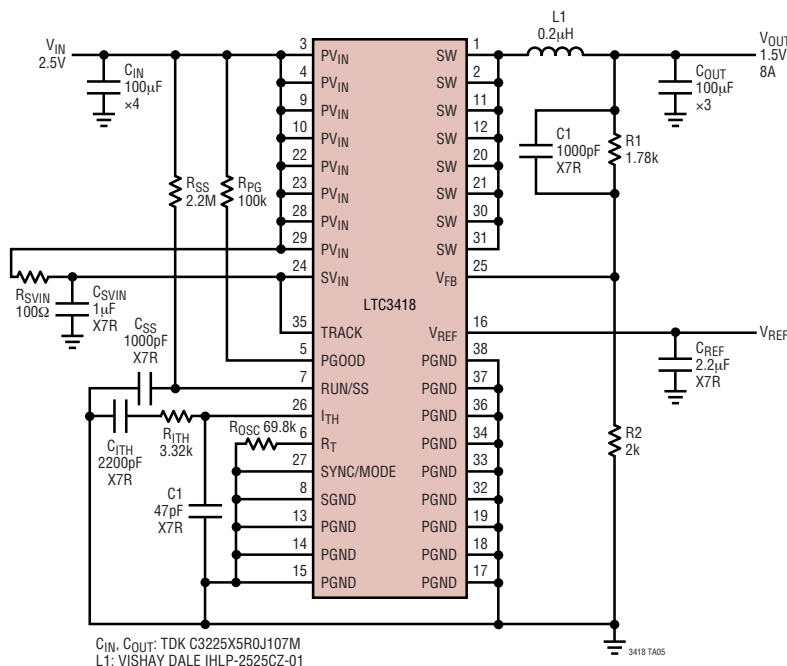 V_IN
2.5V
C_IN
100µF
×4
R_SS
2.2M
R_PG
100k
R_SVIN
100Ω
C_SVIN
1µF
X7R
C_SS
1000pF
X7R
C_ITH
2200pF
X7R
R_ITH
3.32k
R_OSC 69.8k
C1
47pF
X7R
3 PV_IN
4 PV_IN
9 PV_IN
10 PV_IN
22 PV_IN
23 PV_IN
28 PV_IN
29 PV_IN
24 SV_IN
35 TRACK
5 PGOOD
7 RUN/SS
26 I_TH
6 R_T
27 SYNC/MODE
8 SGND
13 PGND
14 PGND
15 PGND
LTC3418
SW 1
SW 2
SW 11
SW 12
SW 20
SW 21
SW 30
SW 31
V_FB 25
V_REF 16
PGND 38
PGND 37
PGND 36
PGND 34
PGND 33
PGND 32
PGND 19
PGND 18
PGND 17
L1
0.2µH
V_OUT
1.5V
8A
C_OUT
100µF
×3
C1
1000pF
X7R
R1
1.78k
V_REF
C_REF
2.2µF
X7R
R2
2k
3418 TA05
C_IN, C_OUT: TDK C3225X5R0J107M
L1: VISHAY DALE IHLP-2525CZ-01